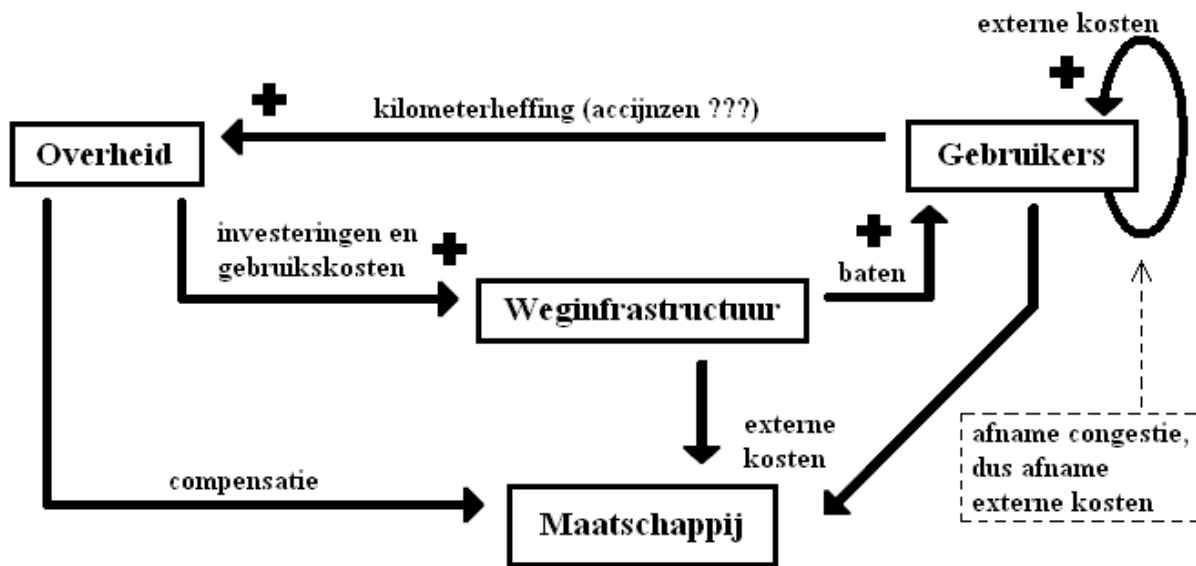 externe kosten
kilometerheffing (accijnzen ???)
Overheid
Gebruikers
investeringen en
gebruikskosten
baten
Weginfrastructuur
externe
kosten
afname congestie,
dus afname
externe kosten
compensatie
Maatschappij